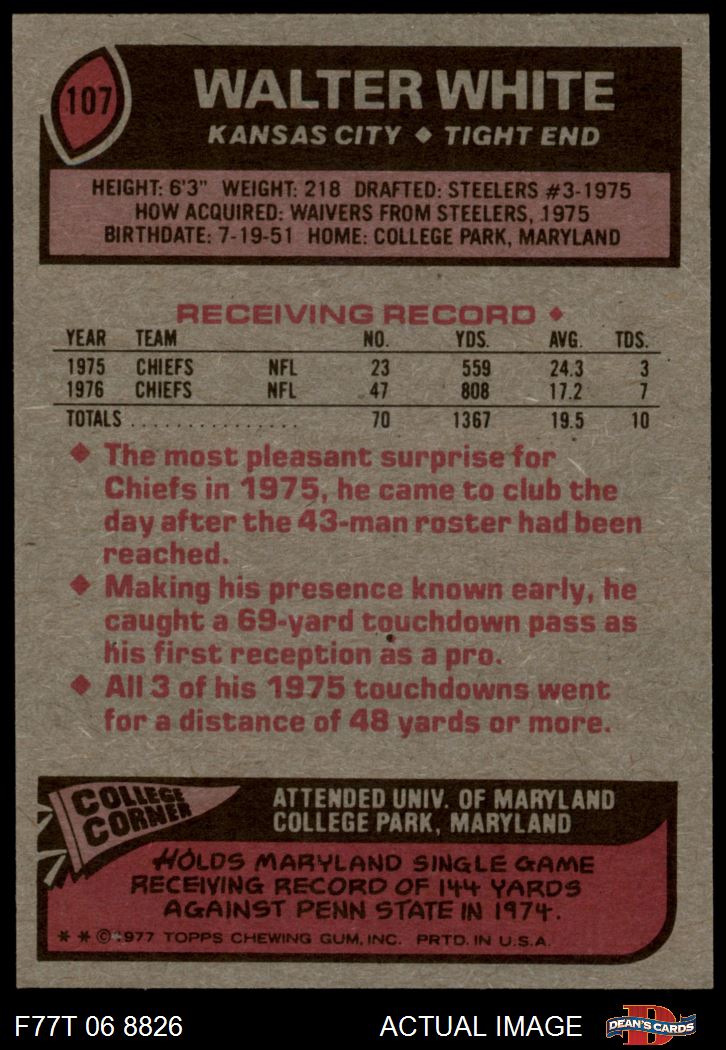 107
WALTER WHITE
KANSAS CITY ◆ TIGHT END
HEIGHT: 6'3" WEIGHT: 218 DRAFTED: STEELERS #3-1975
HOW ACQUIRED: WAIVERS FROM STEELERS, 1975
BIRTHDATE: 7-19-51 HOME: COLLEGE PARK, MARYLAND
RECEIVING RECORD ◆
YEAR TEAM NO. YDS. AVG. TDS.
1975 CHIEFS NFL 23 559 24.3 3
1976 CHIEFS NFL 47 808 17.2 7
TOTALS ............... 70 1367 19.5 10
◆ The most pleasant surprise for
Chiefs in 1975, he came to club the
day after the 43-man roster had been
reached.
◆ Making his presence known early, he
caught a 69-yard touchdown pass as
his first reception as a pro.
◆ All 3 of his 1975 touchdowns went
for a distance of 48 yards or more.
COLLEGE
CORNER
ATTENDED UNIV. OF MARYLAND
COLLEGE PARK, MARYLAND
HOLDS MARYLAND SINGLE GAME
RECEIVING RECORD OF 144 YARDS
AGAINST PENN STATE IN 1974.
* * © 1977 TOPPS CHEWING GUM, INC. PRTD. IN U.S.A.
F77T 06 8826 ACTUAL IMAGE
D
DEAN'S CARDS